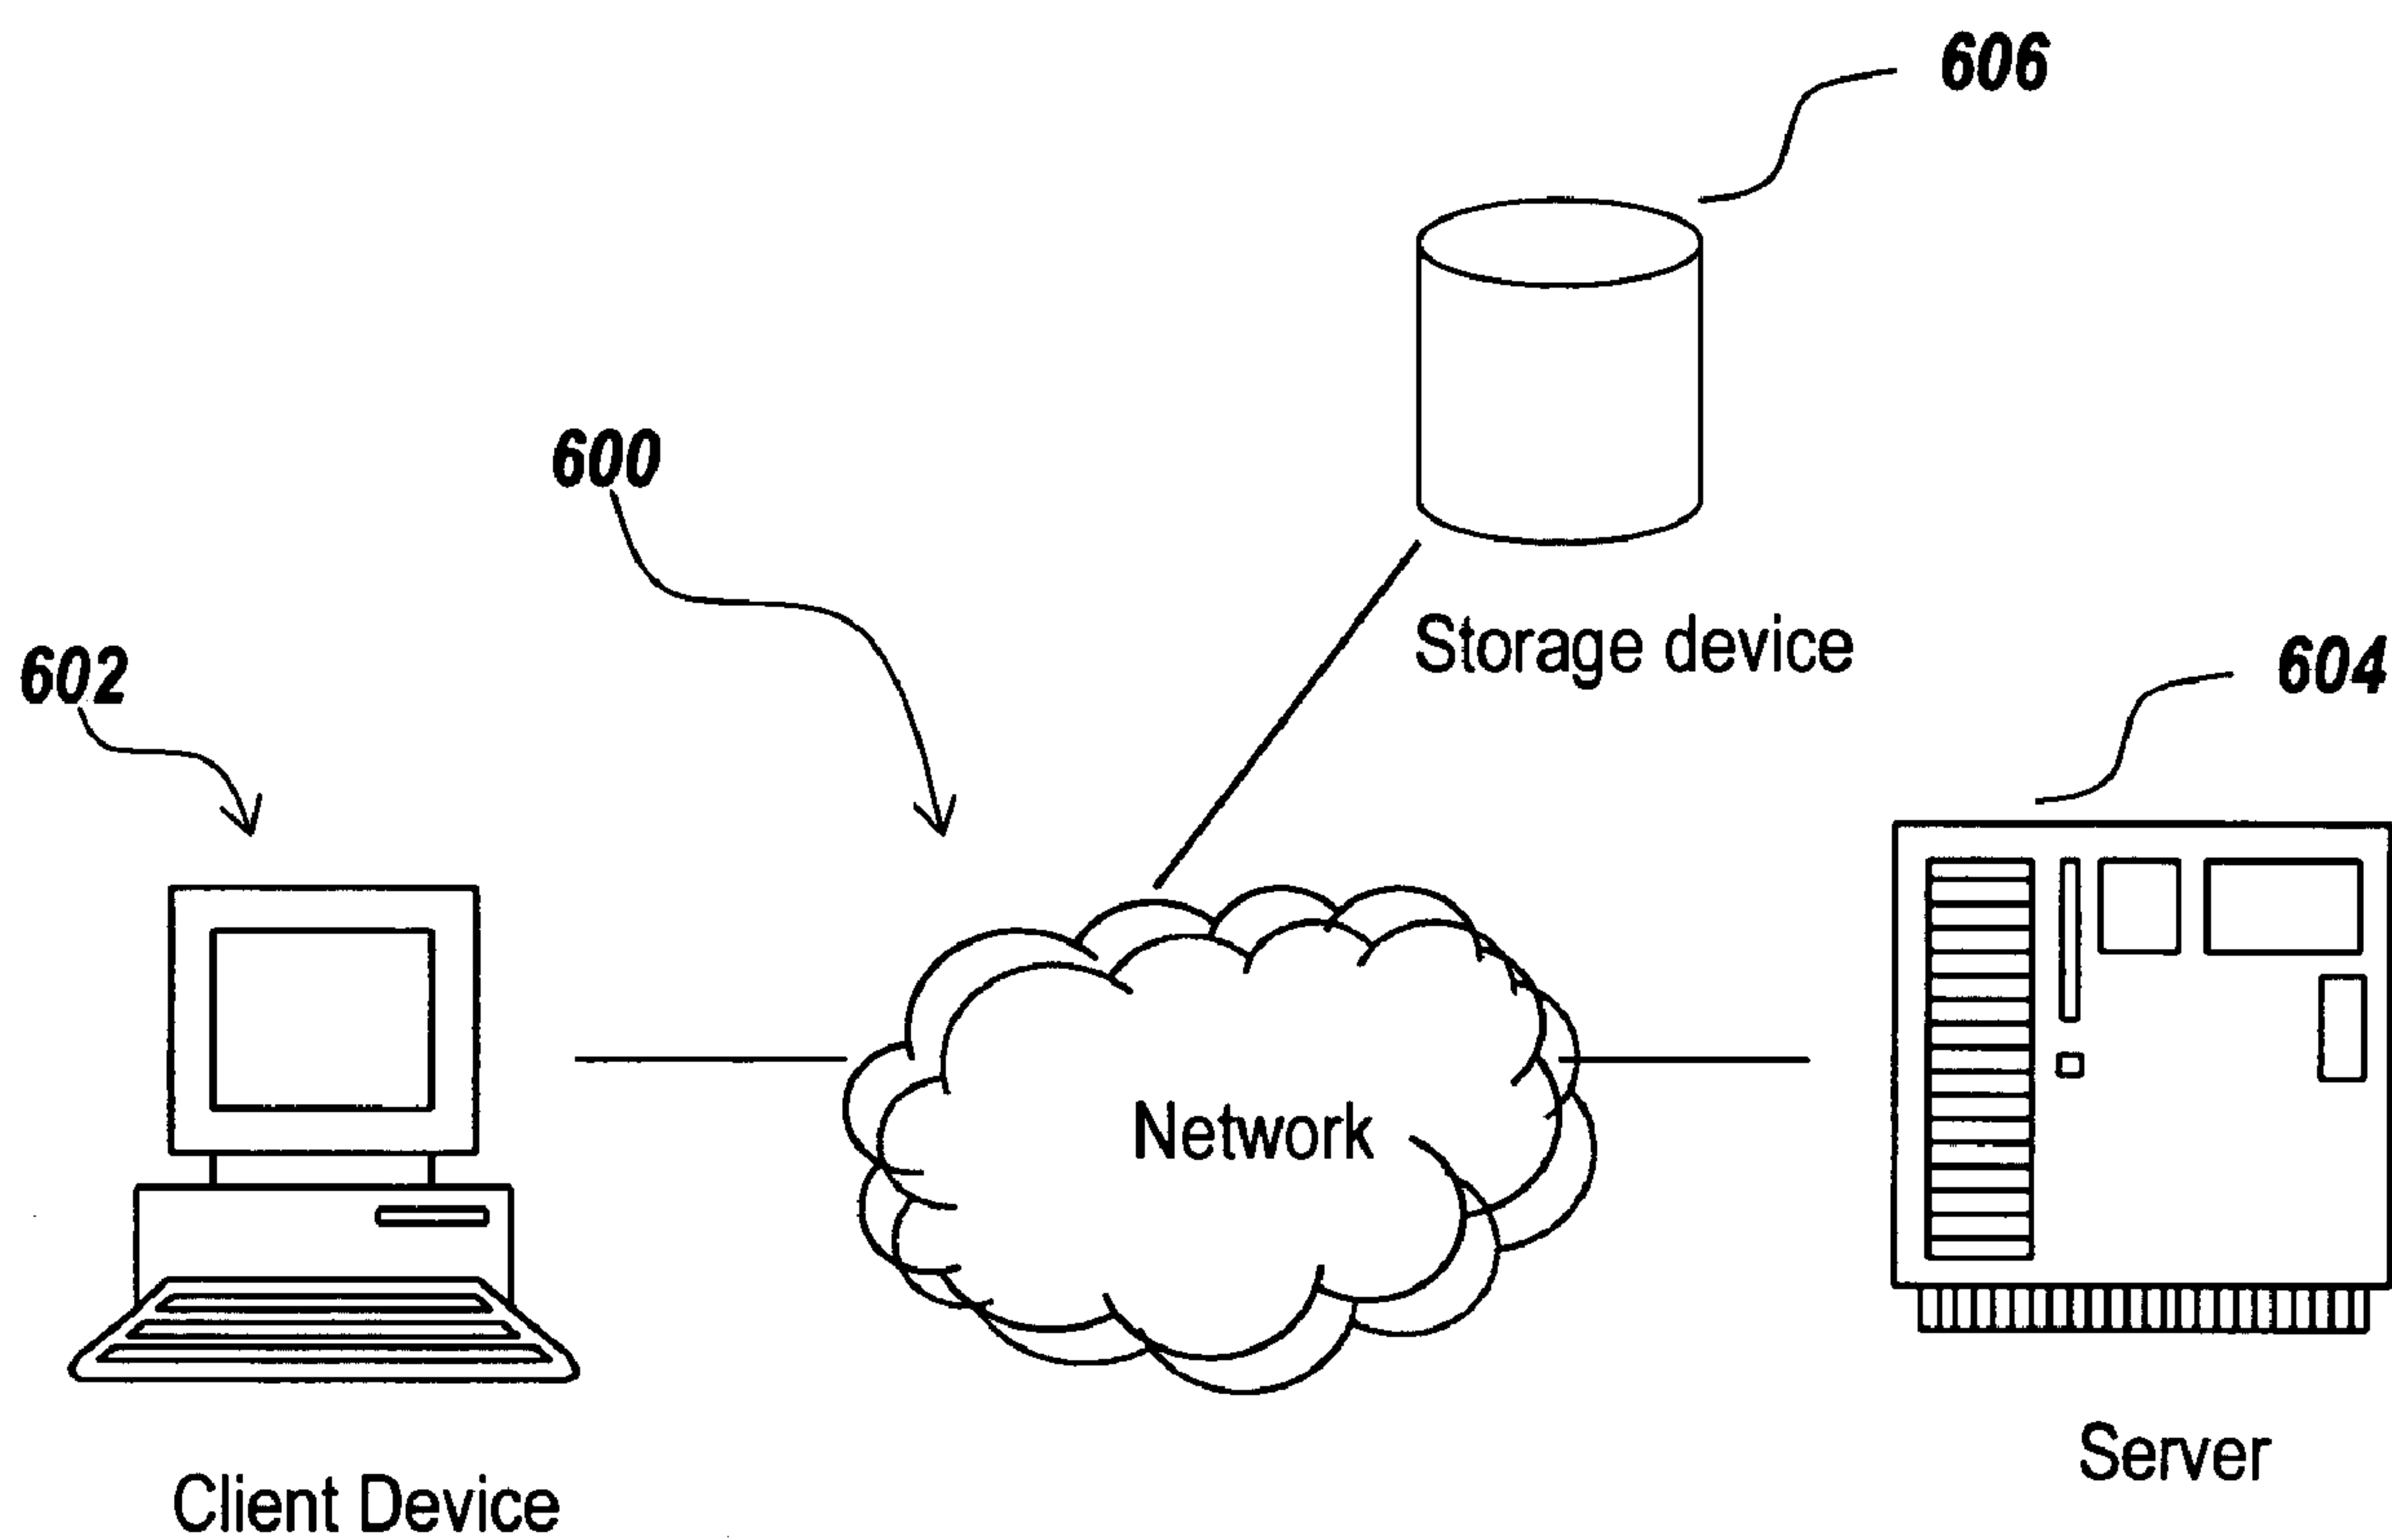 606
600
Storage device
602
604
Network
Server
Client Device